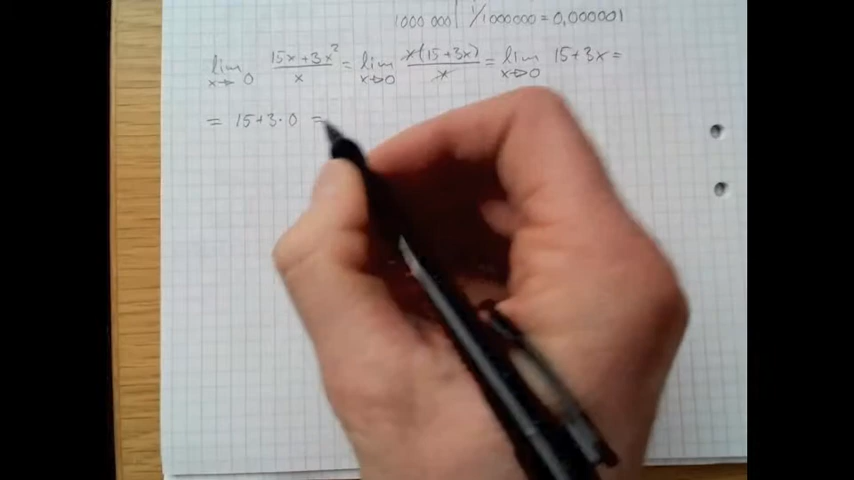 1000 000 | 1/1000000 = 0,000001
lim x→0 (15x+3x²)/x = lim x→0 x(15+3x)/x = lim x→0 15+3x =
= 15+3·0 =